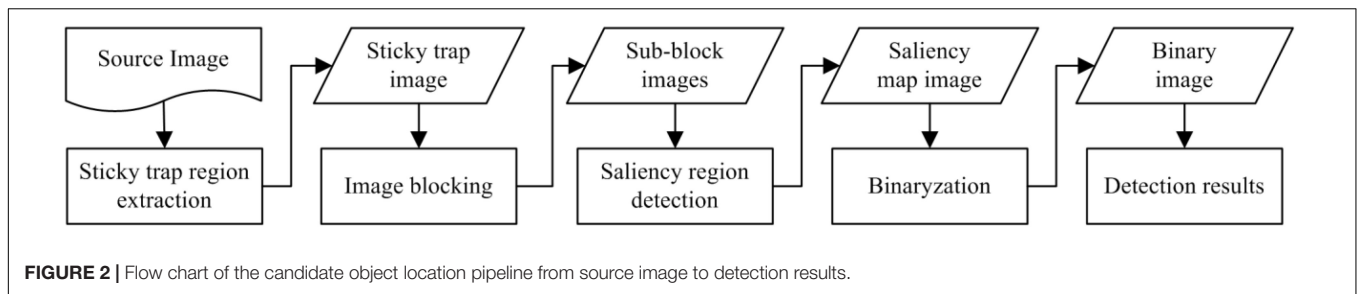 Source Image
Sticky trap region
extraction
Sticky trap
image
Image blocking
Sub-block
images
Saliency region
detection
Saliency
map image
Binaryzation
Binary
image
Detection results
FIGURE 2 | Flow chart of the candidate object location pipeline from source image to detection results.